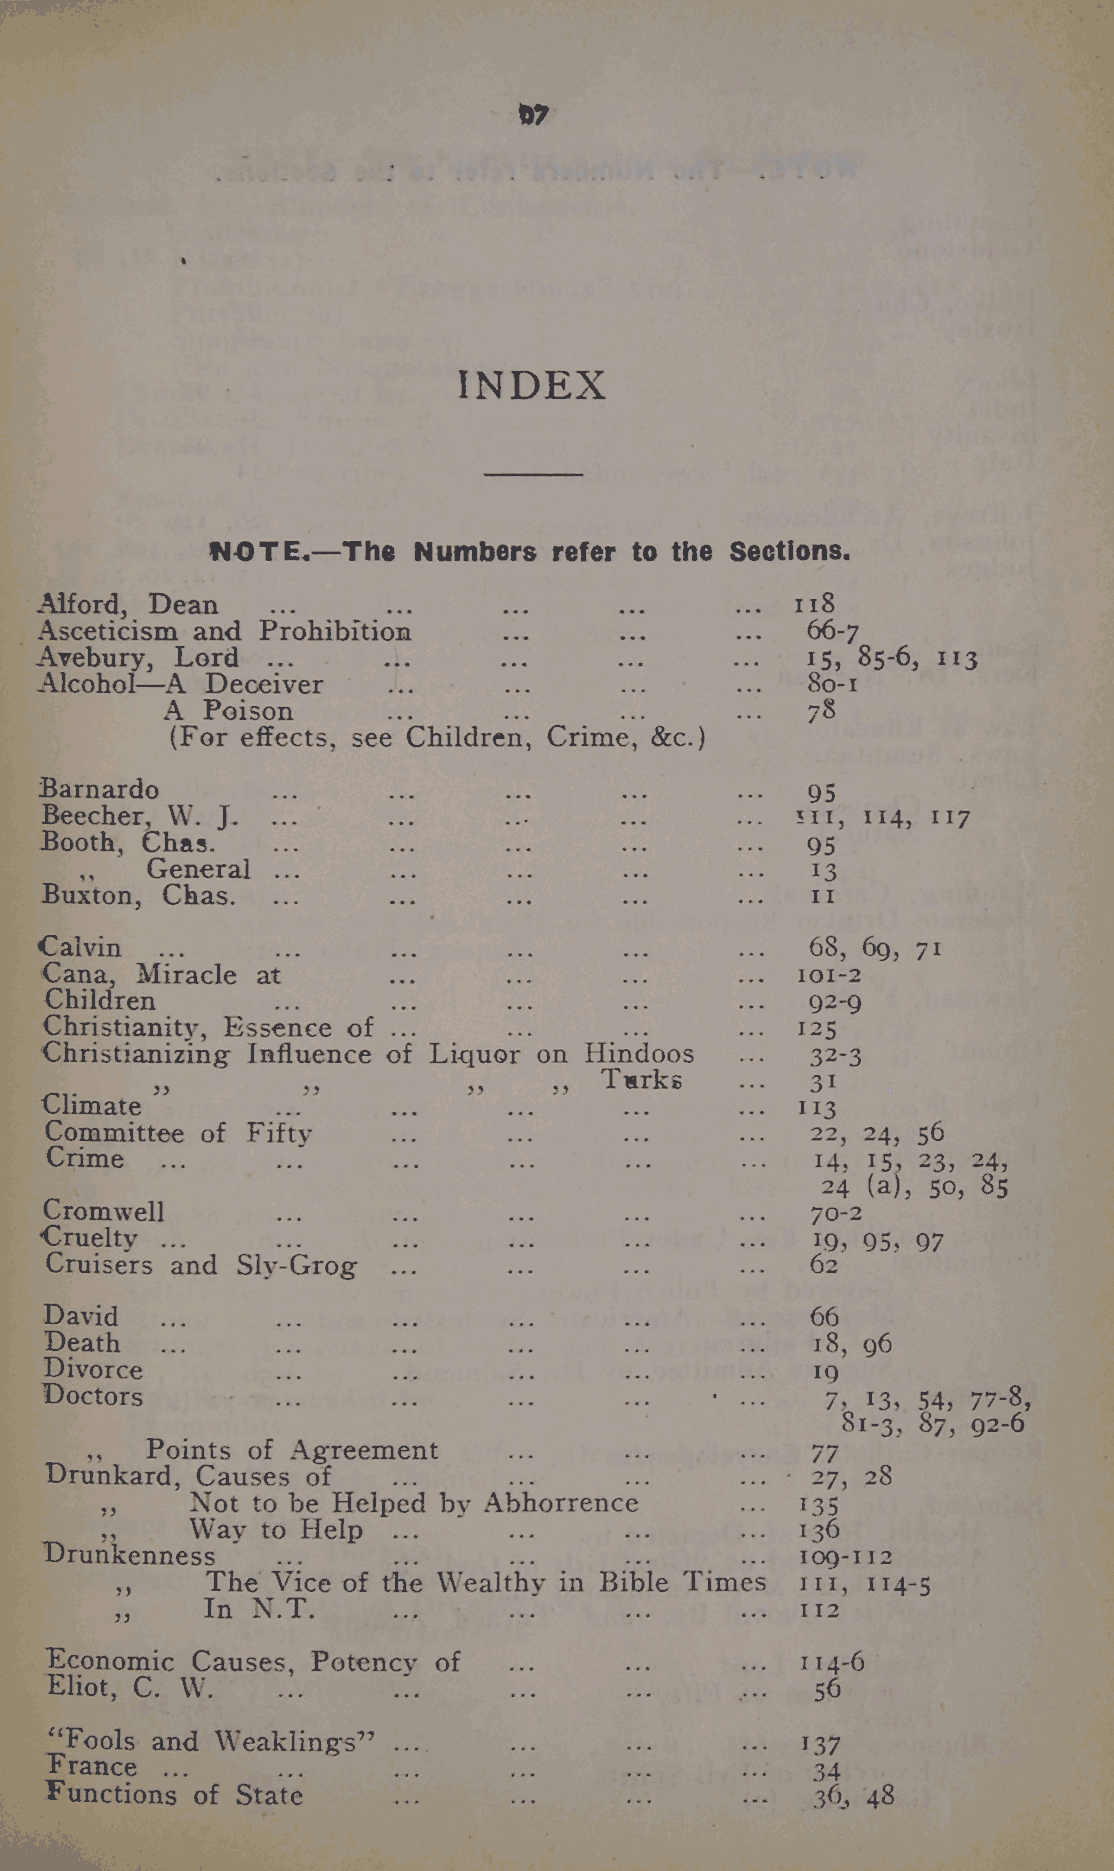 97
INDEX
NOTE.—The Numbers refer to the Sections.
Alford, Dean ... ... ... ... ... 118
Asceticism and Prohibition ... ... ... 66-7
Avebury, Lord ... ... ... ... ... 15, 85-6, 113
Alcohol—A Deceiver ... ... ... ... 80-1
A Poison ... ... ... ... 78
(For effects, see Children, Crime, &c.)
Barnardo ... ... ... ... ... 95
Beecher, W. J. ... ... ... ... ... 111, 114, 117
Booth, Chas. ... ... ... ... ... 95
,, General ... ... ... ... ... 13
Buxton, Chas. ... ... ... ... ... 11
Calvin ... ... ... ... ... ... 68, 69, 71
Cana, Miracle at ... ... ... ... 101-2
Children ... ... ... ... ... 92-9
Christianity, Essence of ... ... ... ... 125
Christianizing Influence of Liquor on Hindoos ... 32-3
,, ,, ,, ,, Turks ... 31
Climate ... ... ... ... ... 113
Committee of Fifty ... ... ... ... 22, 24, 56
Crime ... ... ... ... ... ... 14, 15, 23, 24,
24 (a), 50, 85
Cromwell ... ... ... ... ... 70-2
Cruelty ... ... ... ... ... ... 19, 95, 97
Cruisers and Sly-Grog ... ... ... ... 62
David ... ... ... ... ... ... 66
Death ... ... ... ... ... ... 18, 96
Divorce ... ... ... ... ... 19
Doctors ... ... ... ... ... 7, 13, 54, 77-8,
81-3, 87, 92-6
,, Points of Agreement ... ... ... 77
Drunkard, Causes of ... ... ... ... 27, 28
,, Not to be Helped by Abhorrence ... 135
,, Way to Help ... ... ... ... 136
Drunkenness ... ... ... ... ... 109-112
,, The Vice of the Wealthy in Bible Times 111, 114-5
,, In N.T. ... ... ... ... 112
Economic Causes, Potency of ... ... ... 114-6
Eliot, C. W. ... ... ... ... ... 56
“Fools and Weaklings” ... ... ... ... 137
France ... ... ... ... ... ... 34
Functions of State ... ... ... ... 36, 48